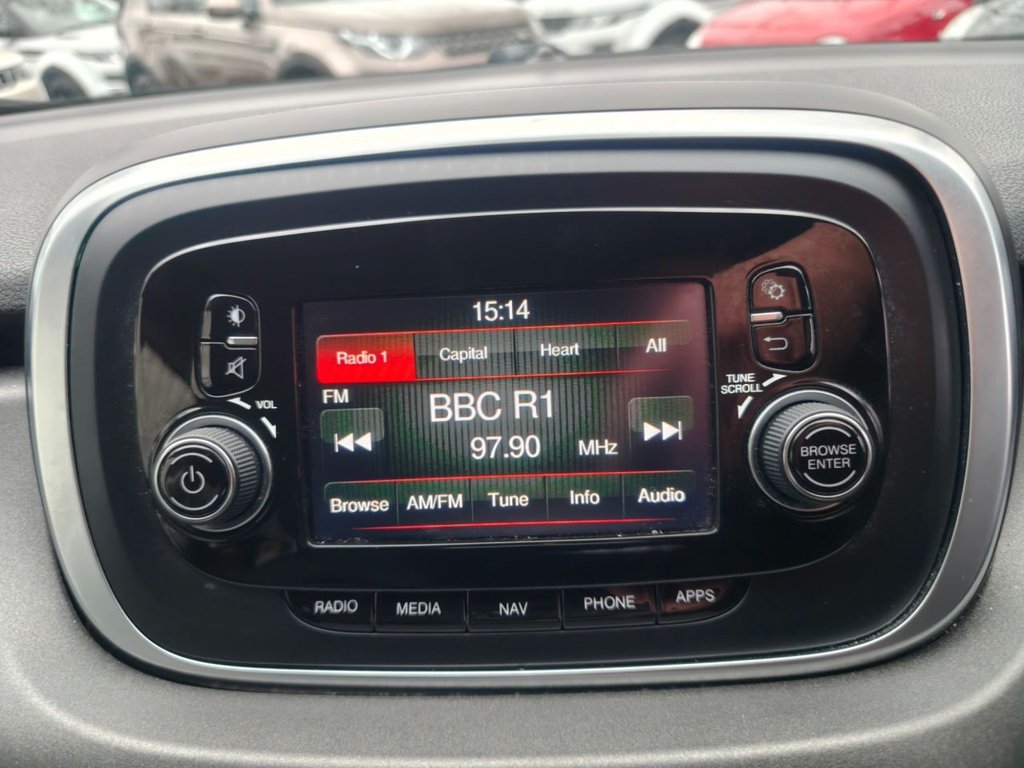 15:14
Radio 1 Capital Heart All
FM
BBC R1
97.90 MHz
Browse AM/FM Tune Info Audio
VOL
TUNE
SCROLL
BROWSE
ENTER
RADIO MEDIA NAV PHONE APPS